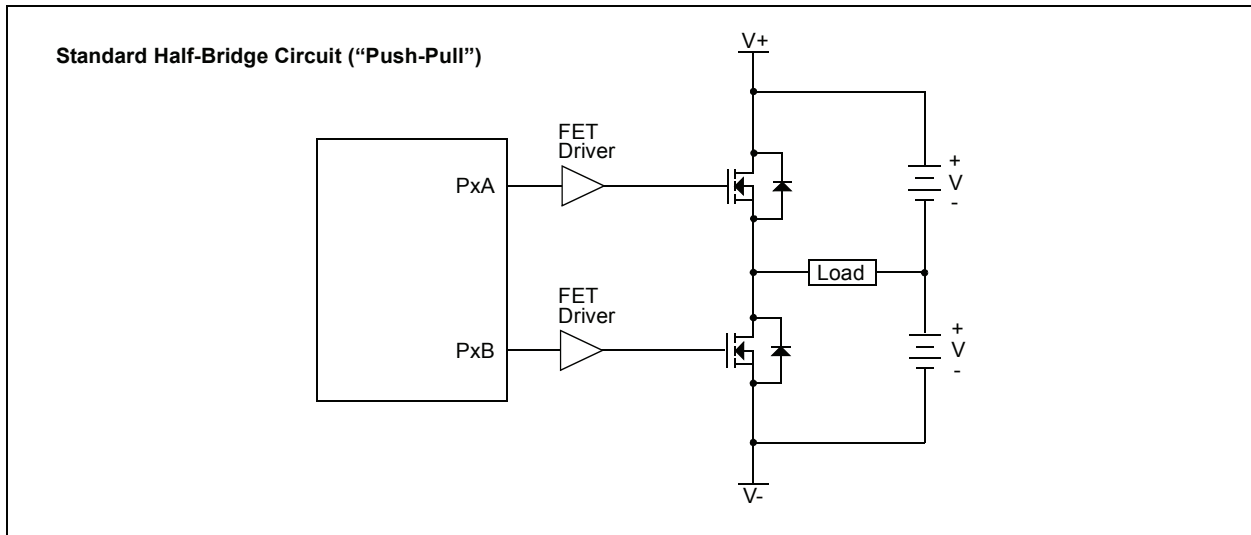 Standard Half-Bridge Circuit (“Push-Pull”)
V+
FET
Driver
PxA
+
V
-
Load
FET
Driver
PxB
+
V
-
V-